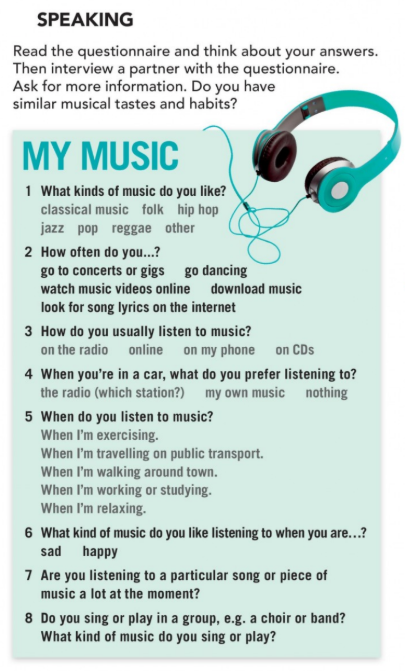 SPEAKING
Read the questionnaire and think about your answers.
Then interview a partner with the questionnaire.
Ask for more information. Do you have
similar musical tastes and habits?
MY MUSIC
1 What kinds of music do you like?
classical music folk hip hop
jazz pop reggae other
2 How often do you...?
go to concerts or gigs go dancing
watch music videos online download music
look for song lyrics on the internet
3 How do you usually listen to music?
on the radio online on my phone on CDs
4 When you're in a car, what do you prefer listening to?
the radio (which station?) my own music nothing
5 When do you listen to music?
When I'm exercising.
When I'm travelling on public transport.
When I'm walking around town.
When I'm working or studying.
When I'm relaxing.
6 What kind of music do you like listening to when you are...?
sad happy
7 Are you listening to a particular song or piece of
music a lot at the moment?
8 Do you sing or play in a group, e.g. a choir or band?
What kind of music do you sing or play?